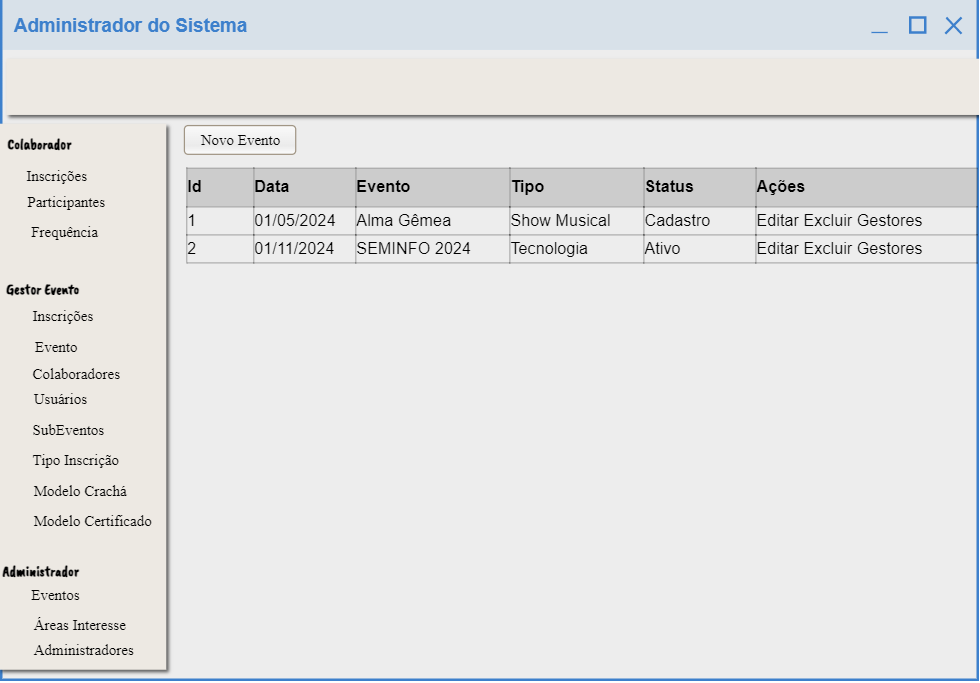 Administrador do Sistema
Colaborador
Inscrições
Participantes
Frequência
Gestor Evento
Inscrições
Evento
Colaboradores
Usuários
SubEventos
Tipo Inscrição
Modelo Crachá
Modelo Certificado
Administrador
Eventos
Áreas Interesse
Administradores
Novo Evento
Id Data Evento Tipo Status Ações
1 01/05/2024 Alma Gêmea Show Musical Cadastro Editar Excluir Gestores
2 01/11/2024 SEMINFO 2024 Tecnologia Ativo Editar Excluir Gestores